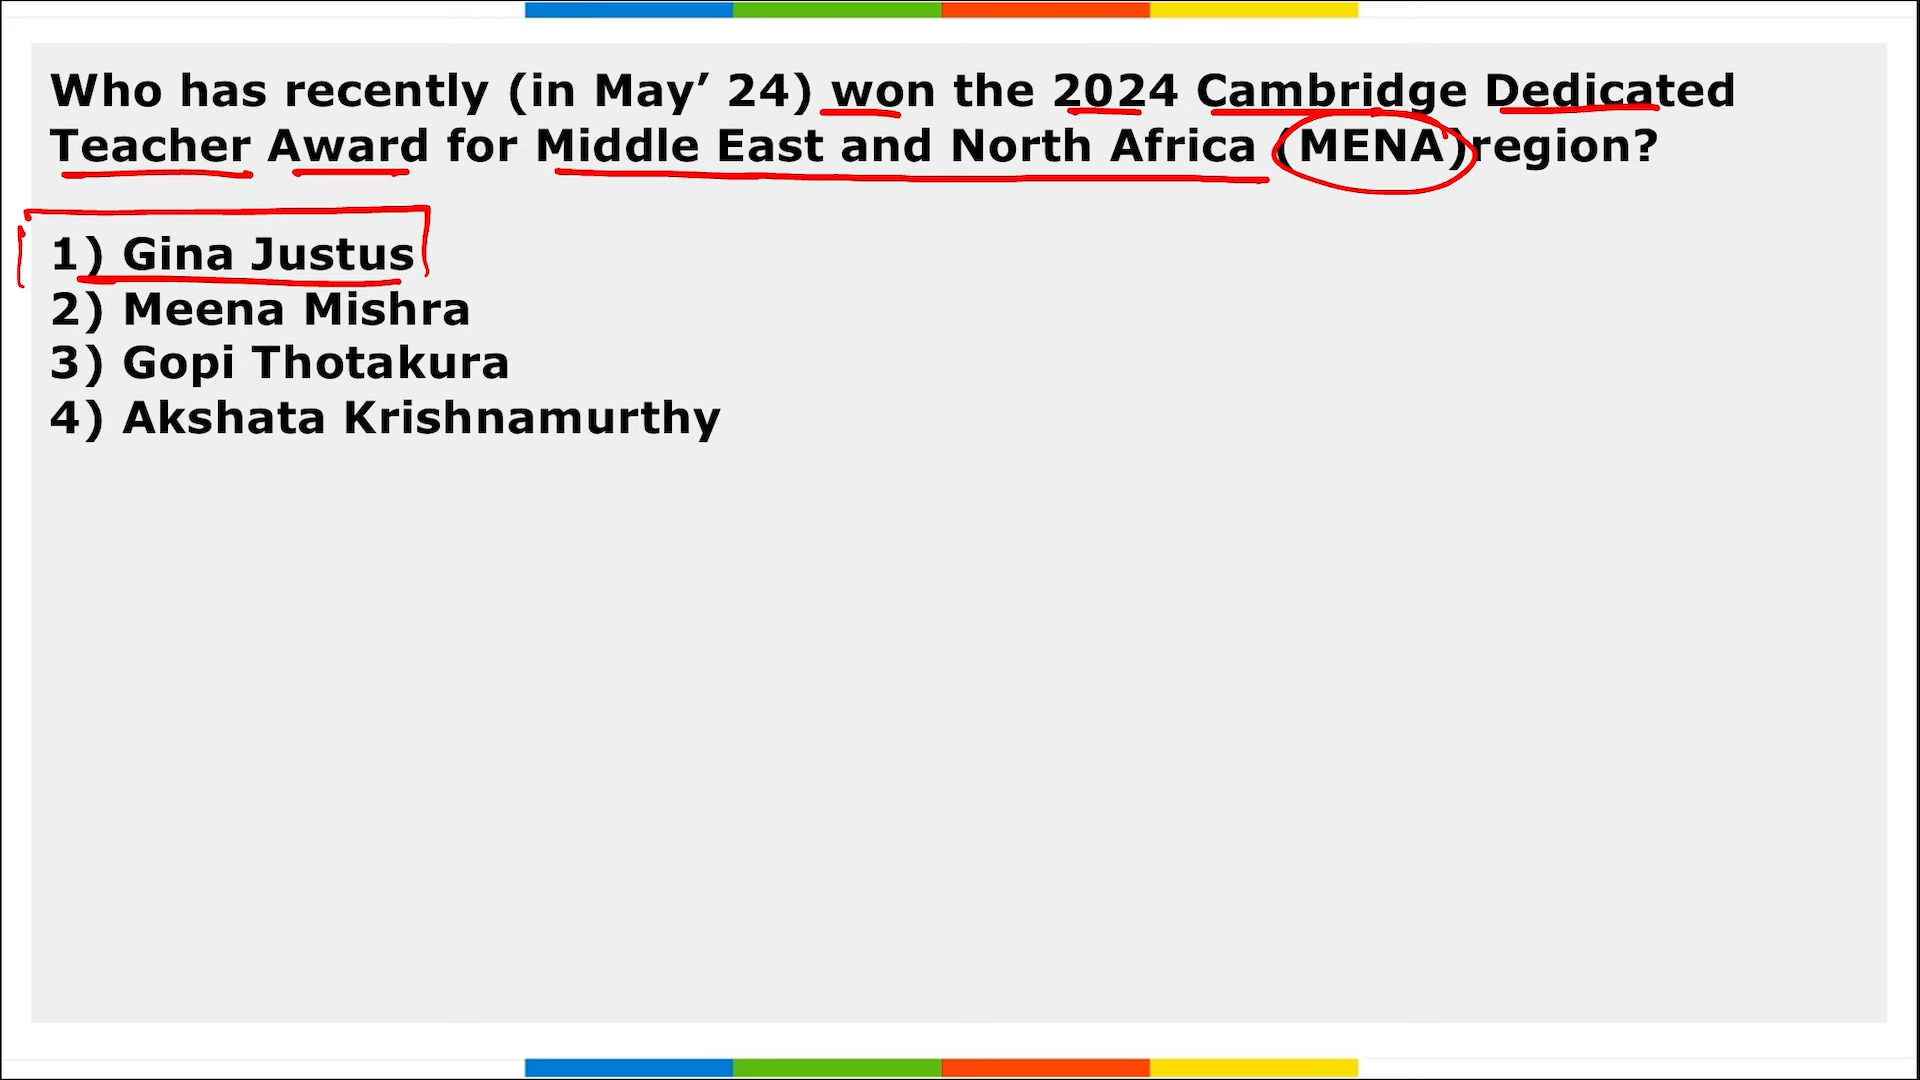 Who has recently (in May’ 24) won the 2024 Cambridge Dedicated
Teacher Award for Middle East and North Africa (MENA)region?
1) Gina Justus
2) Meena Mishra
3) Gopi Thotakura
4) Akshata Krishnamurthy